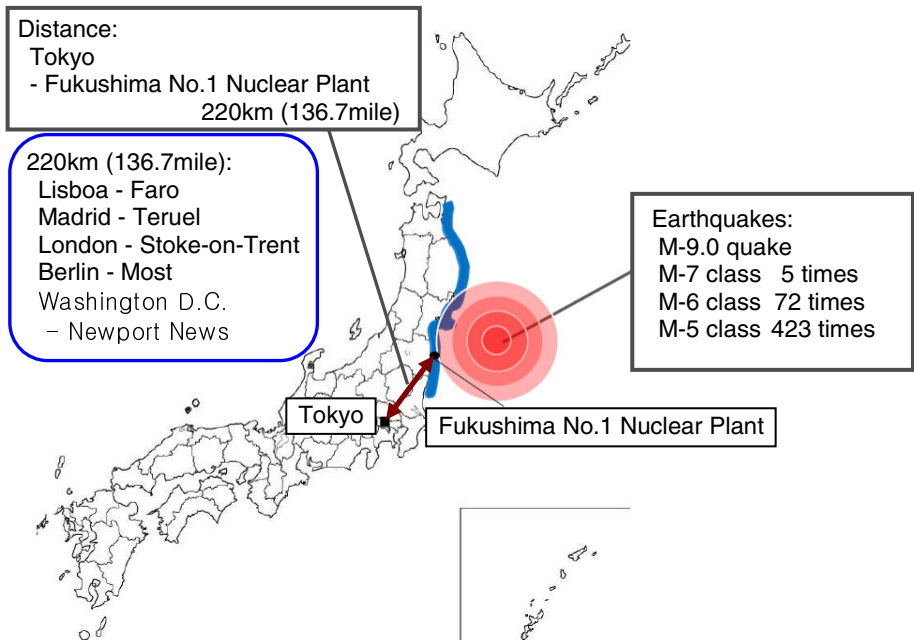 Distance:
Tokyo
- Fukushima No.1 Nuclear Plant
220km (136.7mile)
220km (136.7mile):
Lisboa - Faro
Madrid - Teruel
London - Stoke-on-Trent
Berlin - Most
Washington D.C.
– Newport News
Earthquakes:
M-9.0 quake
M-7 class 5 times
M-6 class 72 times
M-5 class 423 times
Tokyo
Fukushima No.1 Nuclear Plant